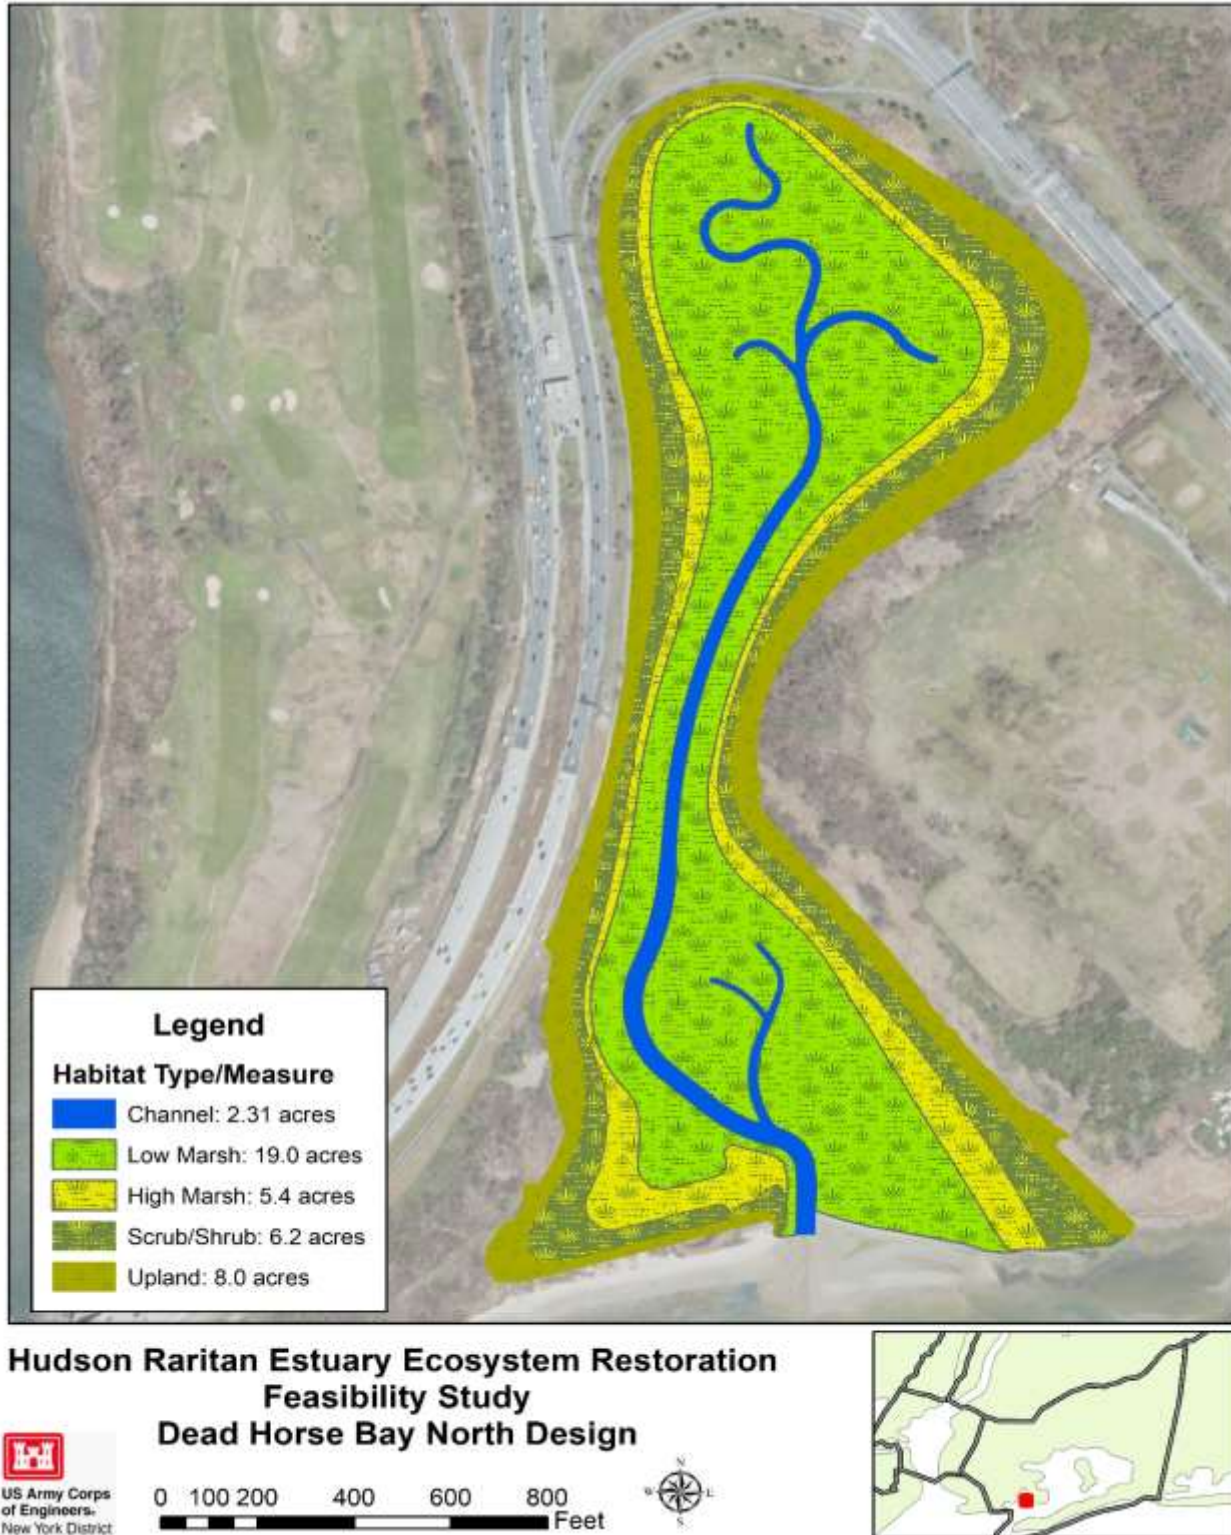 Legend
Habitat Type/Measure
Channel: 2.31 acres
Low Marsh: 19.0 acres
High Marsh: 5.4 acres
Scrub/Shrub: 6.2 acres
Upland: 8.0 acres
Hudson Raritan Estuary Ecosystem Restoration
Feasibility Study
Dead Horse Bay North Design
US Army Corps
of Engineers®
New York District
0 100 200 400 600 800
Feet
N
W E
S